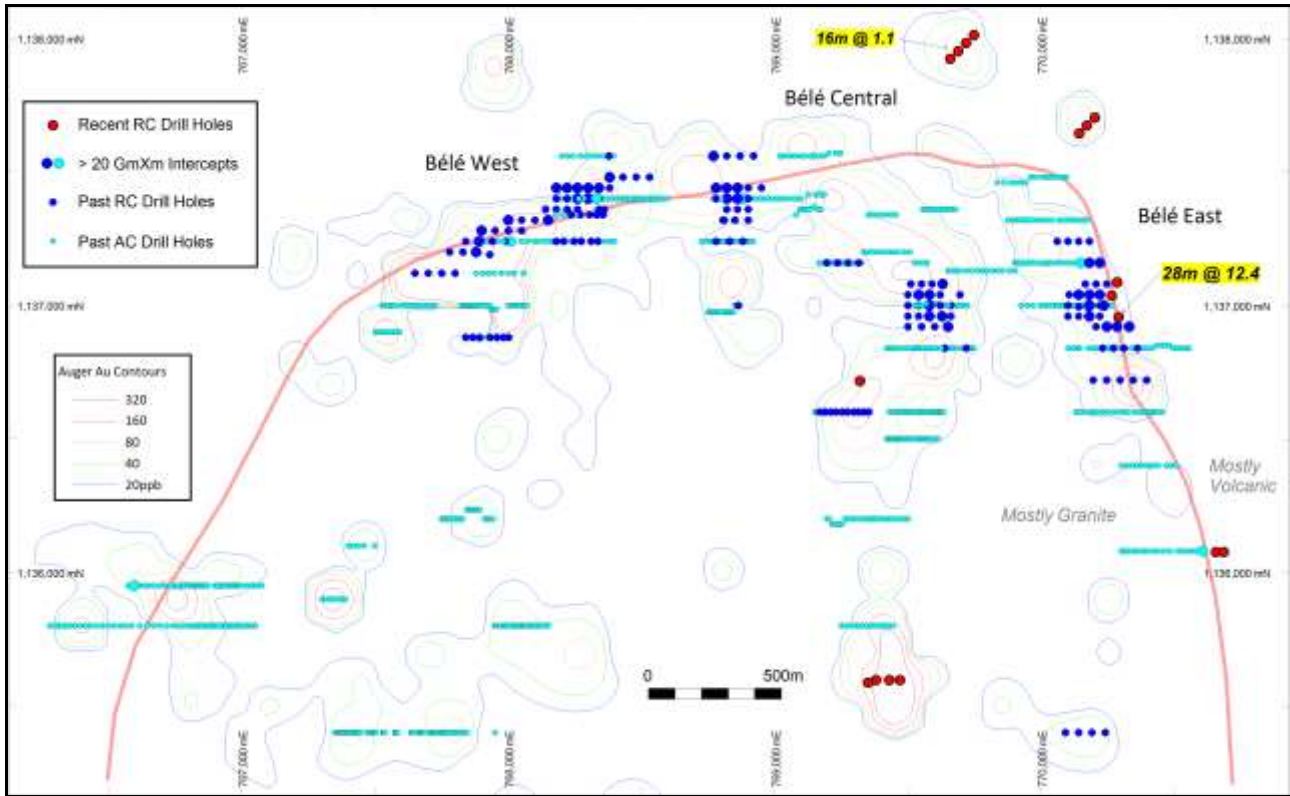 767,000 mE
768,000 mE
769,000 mE
770,000 mE
1,138,000 mN
16m @ 1.1
1,138,000 mN
Bélé Central
Recent RC Drill Holes
> 20 GmXm Intercepts
Past RC Drill Holes
Past AC Drill Holes
Bélé West
Bélé East
28m @ 12.4
1,137,000 mN
1,137,000 mN
Auger Au Contours
320
160
80
40
20ppb
Mostly
Volcanic
Mostly Granite
1,136,000 mN
1,136,000 mN
0
500m
767,000 mE
768,000 mE
769,000 mE
770,000 mE